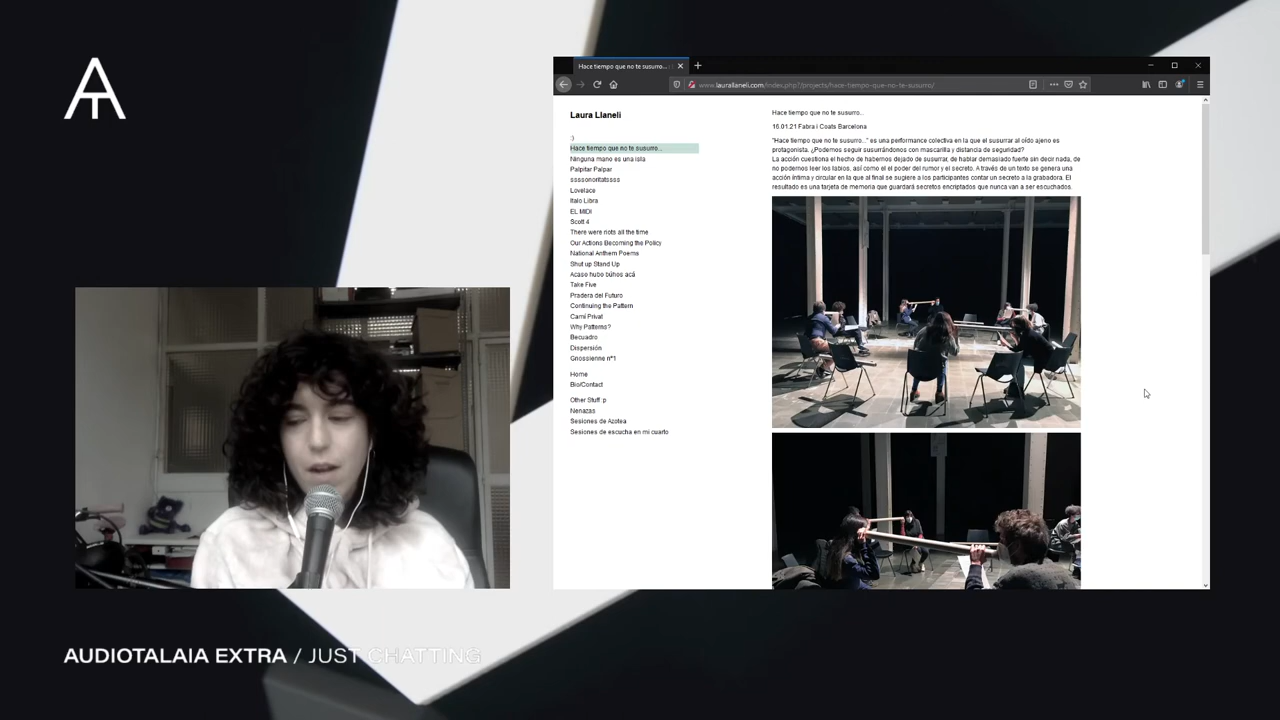 AT
Hace tiempo que no te susurro...
www.laurallaneli.com/index.php?/projects/hace-tiempo-que-no-te-susurro/
Laura Llaneli
:)
Hace tiempo que no te susurro...
Ninguna mano es una isla
Palpitar Palpar
ssssonoritatssss
Lovelace
Italo Libra
EL MIDI
Scott 4
There were riots all the time
Our Actions Becoming the Policy
National Anthem Poems
Shut up Stand Up
Acaso hubo búhos acá
Take Five
Pradera del Futuro
Continuing the Pattern
Camí Privat
Why Patterns?
Becuadro
Dispersión
Gnossienne nº1
Home
Bio/Contact
Other Stuff :p
Nenazas
Sesiones de Azotea
Sesiones de escucha en mi cuarto
Hace tiempo que no te susurro...
16.01.21 Fabra i Coats Barcelona
"Hace tiempo que no te susurro..." es una performance colectiva en la que el susurrar al oído ajeno es
protagonista. ¿Podemos seguir susurrándonos con mascarilla y distancia de seguridad?
La acción cuestiona el hecho de habernos dejado de susurrar, de hablar demasiado fuerte sin decir nada, de
no podernos leer los labios, así como el el poder del rumor y el secreto. A través de un texto se genera una
acción íntima y circular en la que al final se sugiere a los participantes contar un secreto a la grabadora. El
resultado es una tarjeta de memoria que guardará secretos encriptados que nunca van a ser escuchados.
AUDIOTALAIA EXTRA / JUST CHATTING